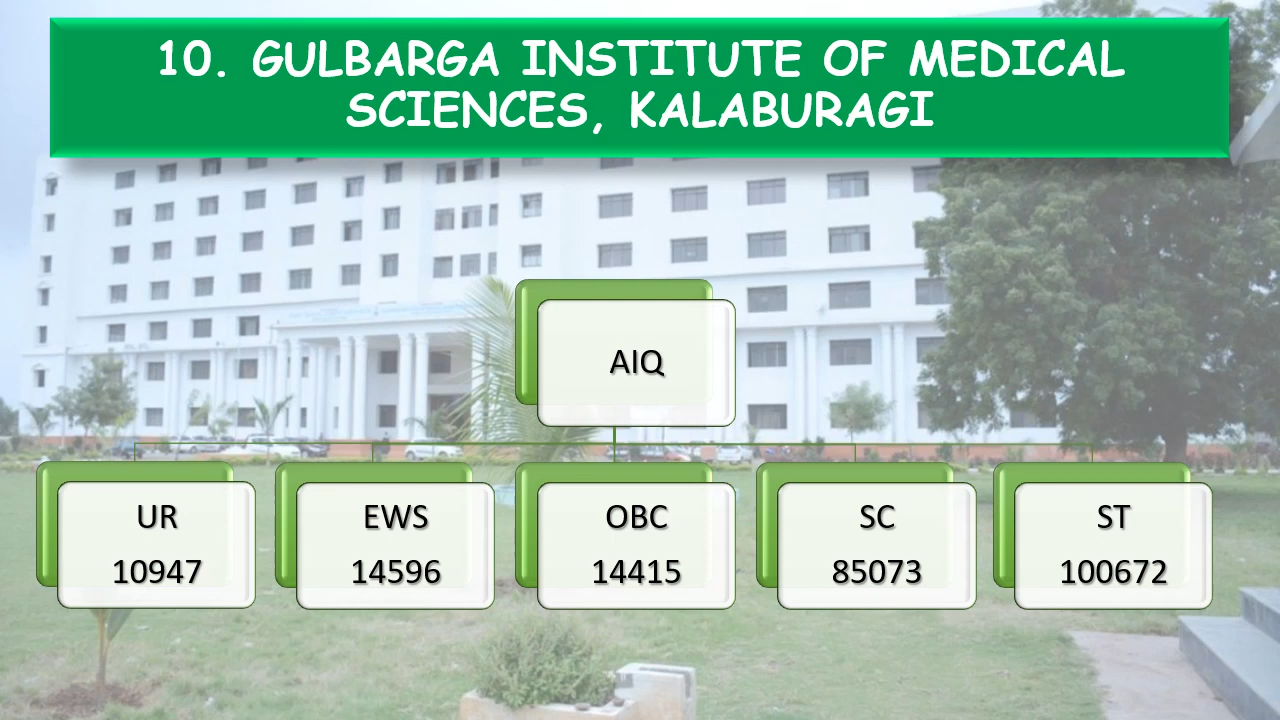 10. GULBARGA INSTITUTE OF MEDICAL
SCIENCES, KALABURAGI
AIQ
UR
10947
EWS
14596
OBC
14415
SC
85073
ST
100672